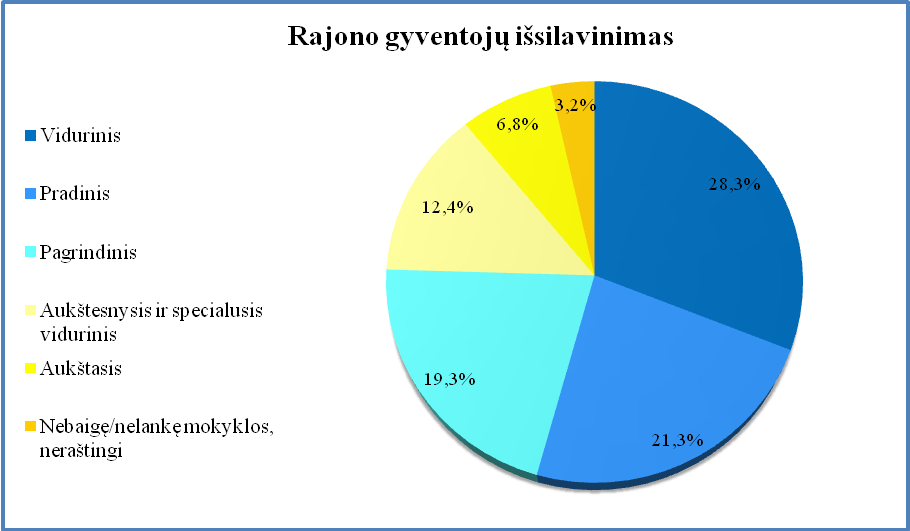 Rajono gyventojų išsilavinimas
Vidurinis
Pradinis
Pagrindinis
Aukštesnysis ir specialusis
vidurinis
Aukštasis
Nebaigę/nelankę mokyklos,
neraštingi
3,2%
6,8%
28,3%
12,4%
19,3%
21,3%